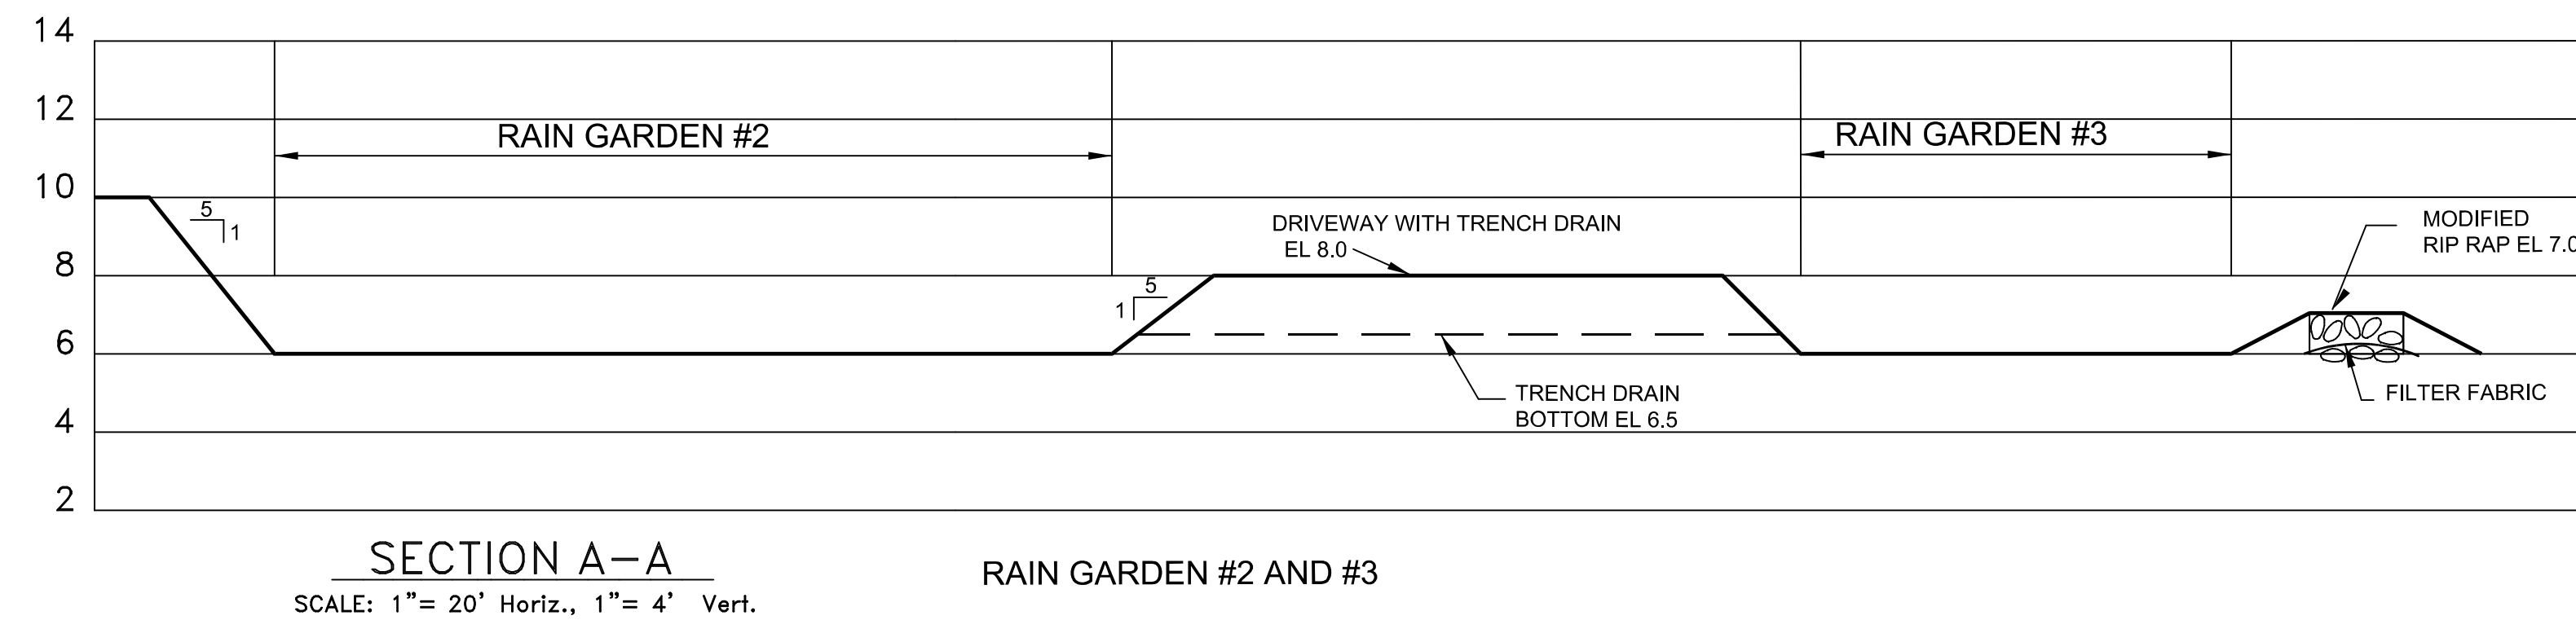 14
12
RAIN GARDEN #2
RAIN GARDEN #3
10
5
1
DRIVEWAY WITH TRENCH DRAIN
EL 8.0
MODIFIED
RIP RAP EL 7.0
8
5
1
6
TRENCH DRAIN
BOTTOM EL 6.5
FILTER FABRIC
4
2
SECTION A-A
RAIN GARDEN #2 AND #3
SCALE: 1"= 20' Horiz., 1"= 4' Vert.